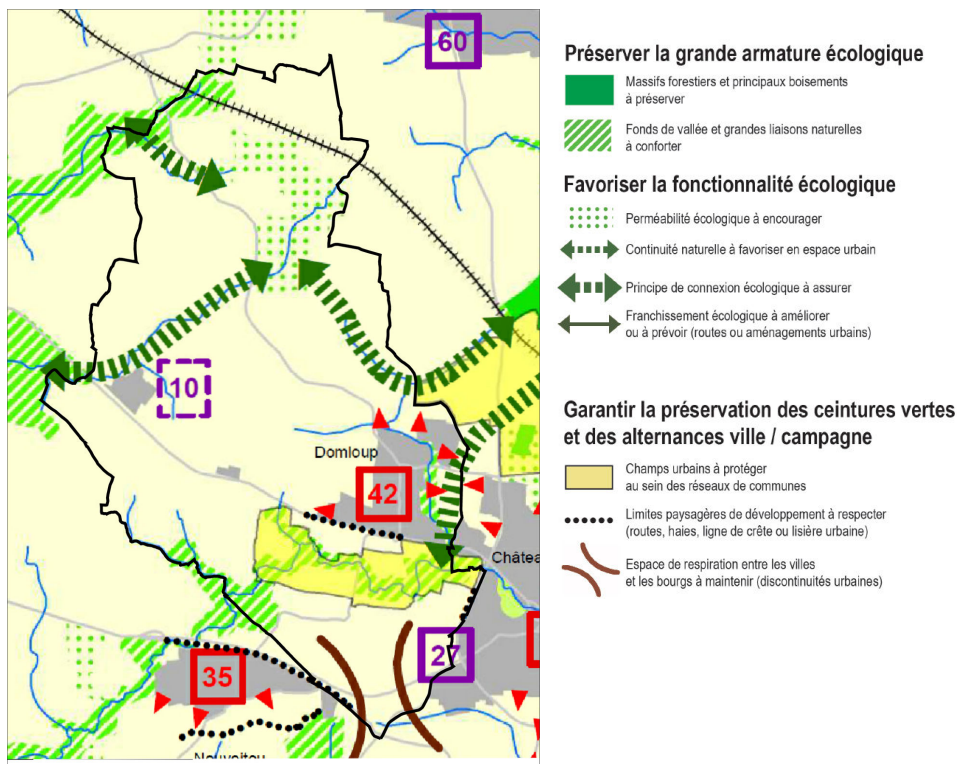 60
10
Domloup
42
Châtea
27
35
Préserver la grande armature écologique
Massifs forestiers et principaux boisements
à préserver
Fonds de vallée et grandes liaisons naturelles
à conforter
Favoriser la fonctionnalité écologique
Perméabilité écologique à encourager
Continuité naturelle à favoriser en espace urbain
Principe de connexion écologique à assurer
Franchissement écologique à améliorer
ou à prévoir (routes ou aménagements urbains)
Garantir la préservation des ceintures vertes
et des alternances ville / campagne
Champs urbains à protéger
au sein des réseaux de communes
Limites paysagères de développement à respecter
(routes, haies, ligne de crête ou lisière urbaine)
Espace de respiration entre les villes
et les bourgs à maintenir (discontinuités urbaines)